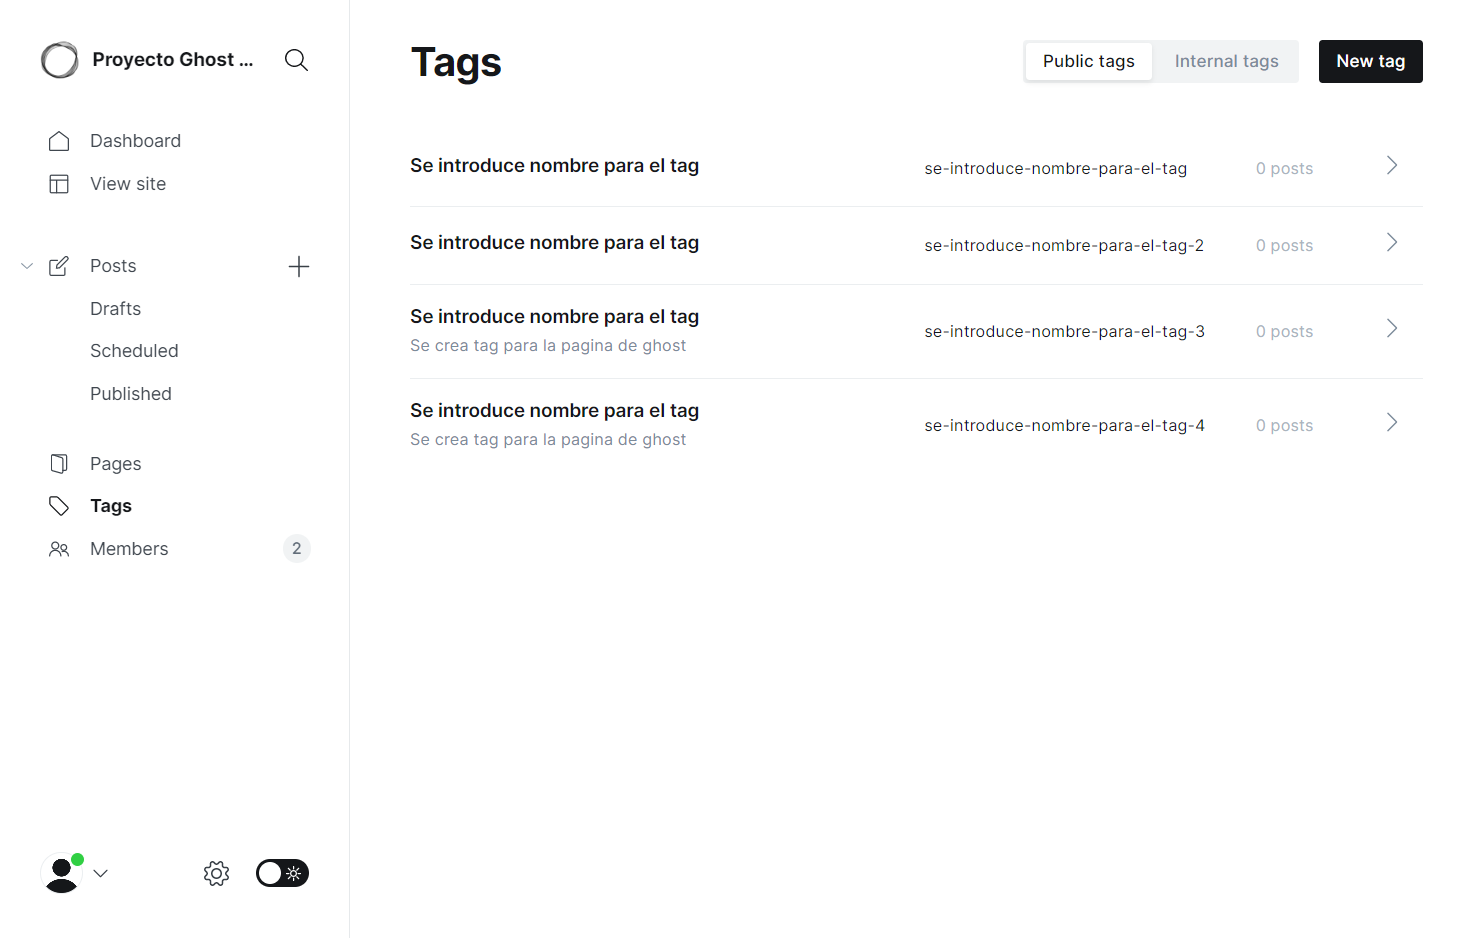 Proyecto Ghost ...
Dashboard
View site
Posts
Drafts
Scheduled
Published
Pages
Tags
Members 2
Tags
Public tags Internal tags New tag
Se introduce nombre para el tag se-introduce-nombre-para-el-tag 0 posts
Se introduce nombre para el tag se-introduce-nombre-para-el-tag-2 0 posts
Se introduce nombre para el tag se-introduce-nombre-para-el-tag-3 0 posts
Se crea tag para la pagina de ghost
Se introduce nombre para el tag se-introduce-nombre-para-el-tag-4 0 posts
Se crea tag para la pagina de ghost